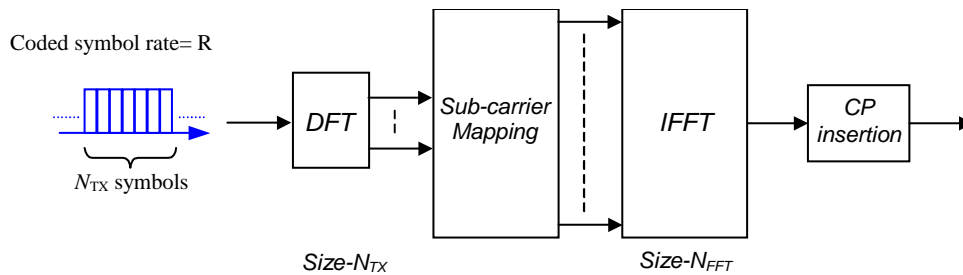 Coded symbol rate= R
N_TX symbols
DFT
Sub-carrier
Mapping
IFFT
CP
insertion
Size-N_TX
Size-N_FFT